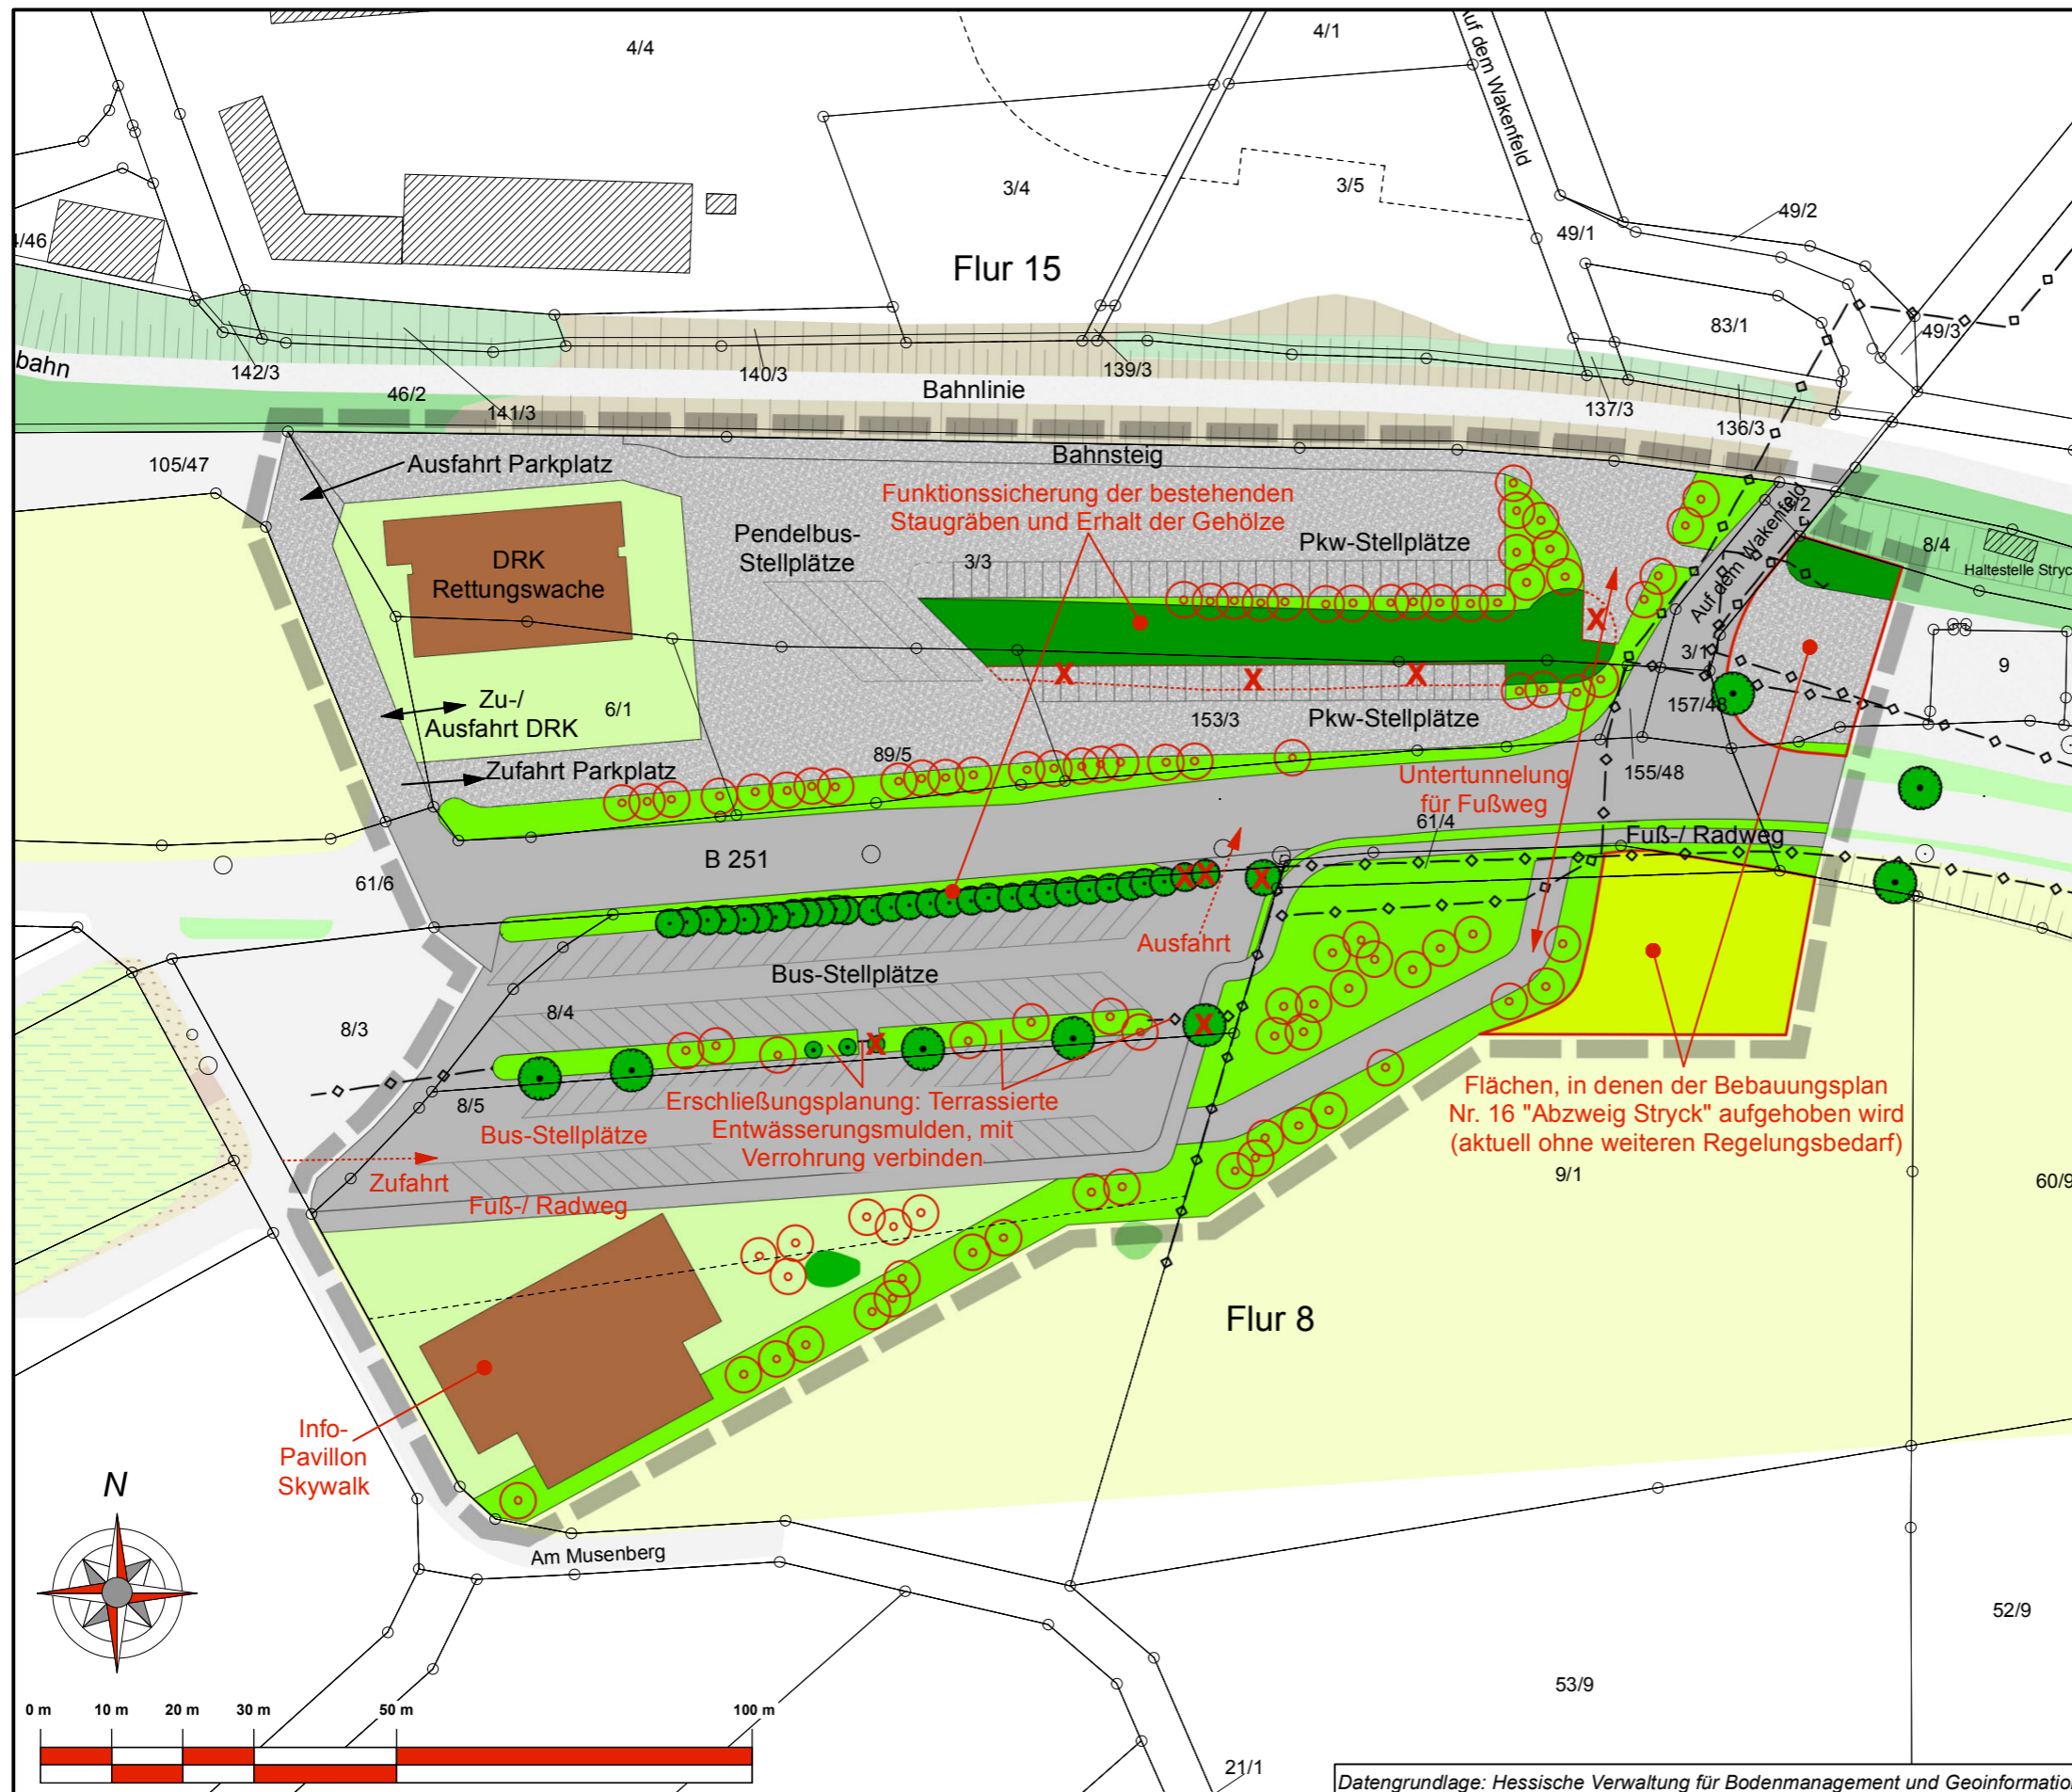 4/4
4/1
Auf dem Wakenfeld
3/4
3/5
49/2
49/1
4/46
Flur 15
83/1
49/3
bahn
142/3
46/2
141/3
140/3
Bahnlinie
139/3
137/3
136/3
105/47
Ausfahrt Parkplatz
Bahnsteig
Funktionssicherung der bestehenden
Staugräben und Erhalt der Gehölze
Pendelbus-
Stellplätze
3/3
Pkw-Stellplätze
DRK
Rettungswache
Auf dem Wakenfeld
8/4
Haltestelle Stryc
9
3/1
157/48
Zu-/
Ausfahrt DRK
6/1
153/3
Pkw-Stellplätze
Zufahrt Parkplatz
89/5
Untertunnelung
für Fußweg
155/48
61/4
Fuß-/ Radweg
B 251
61/6
Ausfahrt
Bus-Stellplätze
8/4
8/3
8/5
Bus-Stellplätze
Erschließungsplanung: Terrassierte
Entwässerungsmulden, mit
Verrohrung verbinden
Flächen, in denen der Bebauungsplan
Nr. 16 "Abzweig Stryck" aufgehoben wird
(aktuell ohne weiteren Regelungsbedarf)
9/1
60/9
Zufahrt
Fuß-/ Radweg
Flur 8
Info-
Pavillon
Skywalk
N
Am Musenberg
52/9
53/9
0 m 10 m 20 m 30 m 50 m 100 m
21/1
Datengrundlage: Hessische Verwaltung für Bodenmanagement und Geoinformation